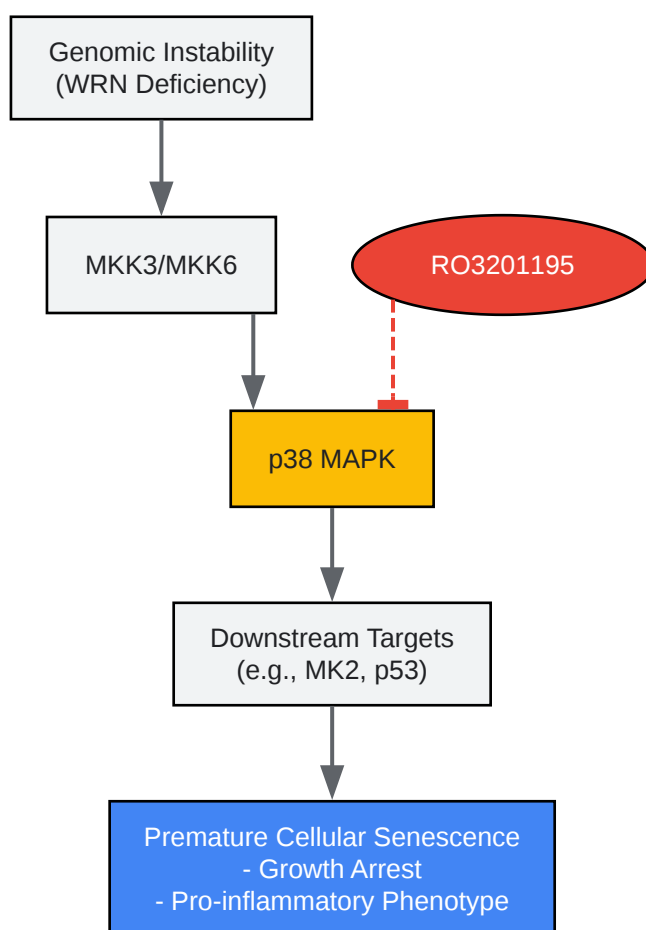 Genomic Instability
(WRN Deficiency)
MKK3/MKK6
RO3201195
p38 MAPK
Downstream Targets
(e.g., MK2, p53)
Premature Cellular Senescence
- Growth Arrest
- Pro-inflammatory Phenotype